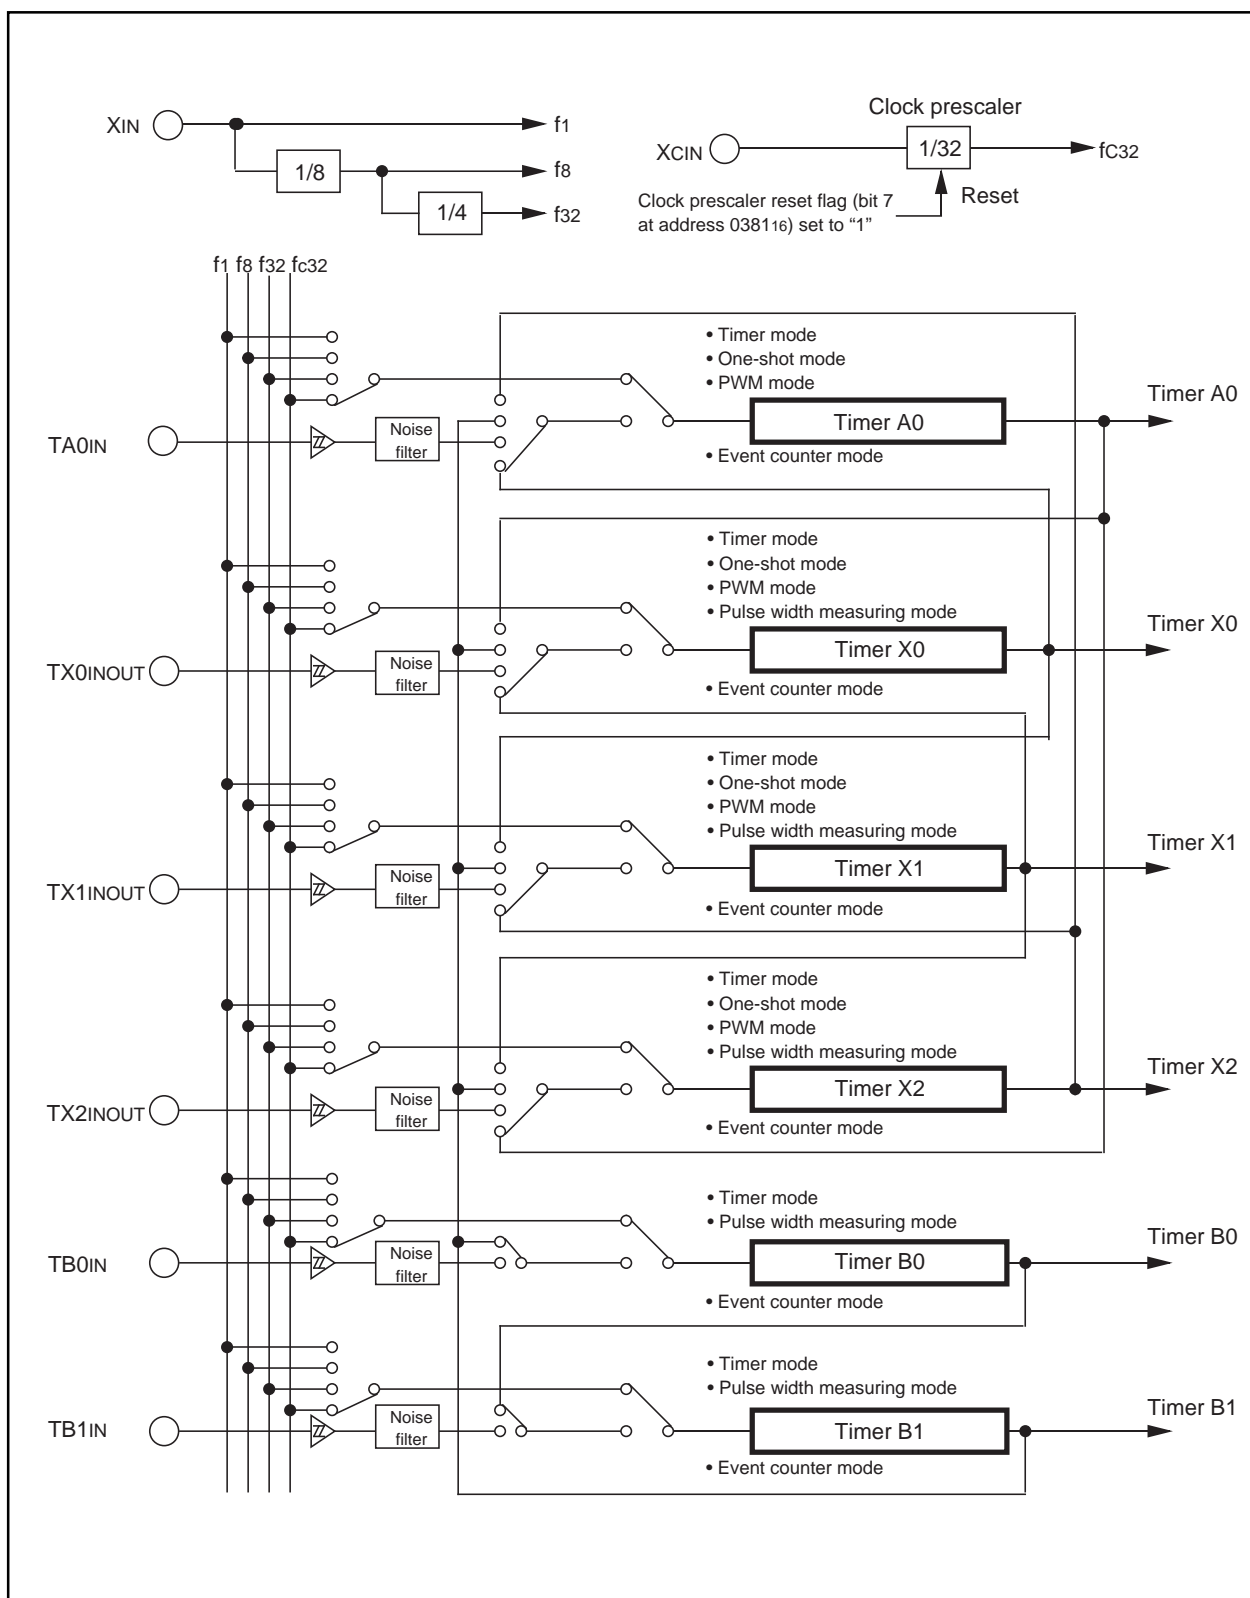 XIN
f1
1/8
f8
1/4
f32
Clock prescaler
XCIN
1/32
fC32
Clock prescaler reset flag (bit 7
at address 038116) set to “1”
Reset
f1 f8 f32 fc32
• Timer mode
• One-shot mode
• PWM mode
Timer A0
Timer A0
TA0IN
Noise
filter
• Event counter mode
• Timer mode
• One-shot mode
• PWM mode
• Pulse width measuring mode
Timer X0
Timer X0
TX0INOUT
Noise
filter
• Event counter mode
• Timer mode
• One-shot mode
• PWM mode
• Pulse width measuring mode
Timer X1
Timer X1
TX1INOUT
Noise
filter
• Event counter mode
• Timer mode
• One-shot mode
• PWM mode
• Pulse width measuring mode
Timer X2
Timer X2
TX2INOUT
Noise
filter
• Event counter mode
• Timer mode
• Pulse width measuring mode
Timer B0
TB0IN
Noise
filter
Timer B0
• Event counter mode
• Timer mode
• Pulse width measuring mode
Timer B1
TB1IN
Noise
filter
Timer B1
• Event counter mode